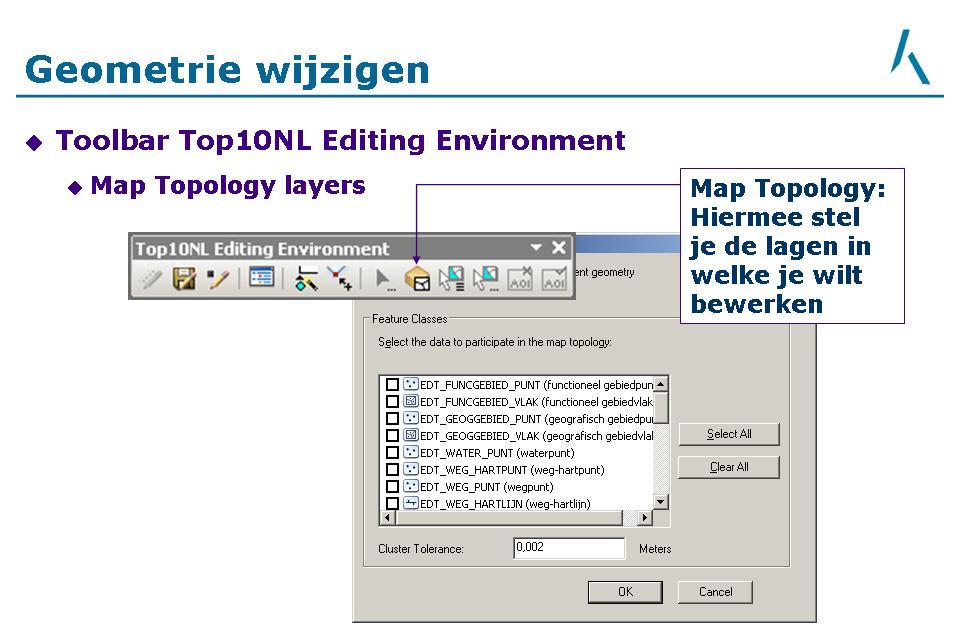 Geometrie wijzigen
Toolbar Top10NL Editing Environment
Map Topology layers
Map Topology:
Hiermee stel
je de lagen in
welke je wilt
bewerken
Top10NL Editing Environment
AOI AOI
ent geometry
Feature Classes
Select the data to participate in the map topology:
EDT_FUNCGEBIED_PUNT (functioneel gebiedpun
EDT_FUNCGEBIED_VLAK (functioneel gebiedvlak
EDT_GEOGGEBIED_PUNT (geografisch gebiedpu
EDT_GEOGGEBIED_VLAK (geografisch gebiedvlal
EDT_WATER_PUNT (waterpunt)
EDT_WEG_HARTPUNT (weg-hartpunt)
EDT_WEG_PUNT (wegpunt)
EDT_WEG_HARTLIJN (weg-hartlijn)
Select All
Clear All
Cluster Tolerance: 0,002 Meters
OK Cancel